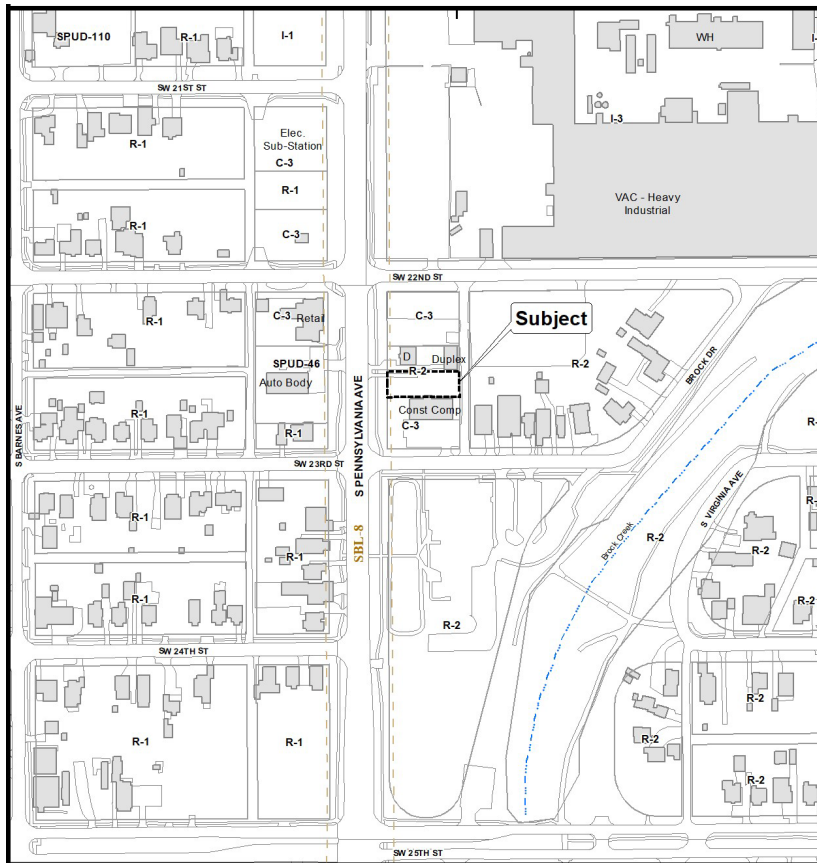 SPUD-110
R-1
I-1
WH
I-
SW 21ST ST
Elec.
Sub-Station
C-3
R-1
I-3
R-1
VAC - Heavy
Industrial
R-1
C-3
SW 22ND ST
R-1
C-3
Retail
C-3
Subject
SPUD-46
D
Duplex
R-2
R-2
BROCK DR
Auto Body
S PENNSYLVANIA AVE
S BARNES AVE
R-1
Const Comp
C-3
R-1
R-
SW 23RD ST
R-1
R-1
SBL-8
S VIRGINIA AVE
R-
Brock Creek
R-2
R-2
R-1
R-2
R-2
SW 24TH ST
R-1
R-1
R-2
R-2
R-2
SW 25TH ST